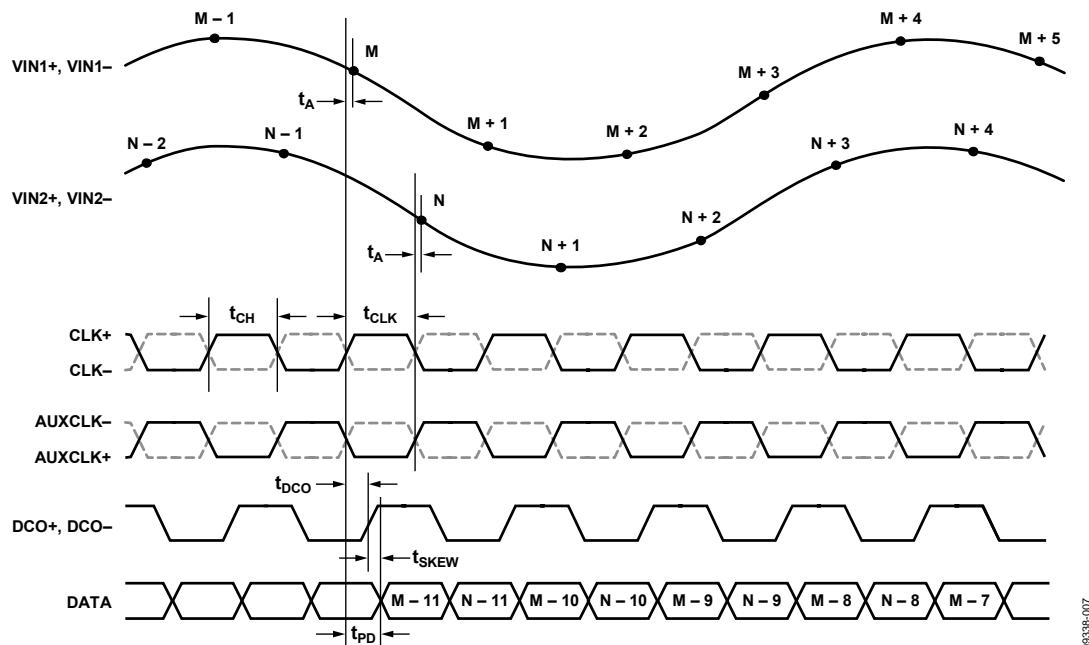 M – 1
M + 4
M + 5
VIN1+, VIN1–
M
M + 3
tA
M + 1
M + 2
N – 2
N – 1
N + 3
N + 4
VIN2+, VIN2–
N
N + 2
tA
N + 1
tCH
tCLK
CLK+
CLK–
AUXCLK–
AUXCLK+
tDCO
DCO+, DCO–
tSKEW
DATA
M – 11
N – 11
M – 10
N – 10
M – 9
N – 9
M – 8
N – 8
M – 7
tPD
09338-007